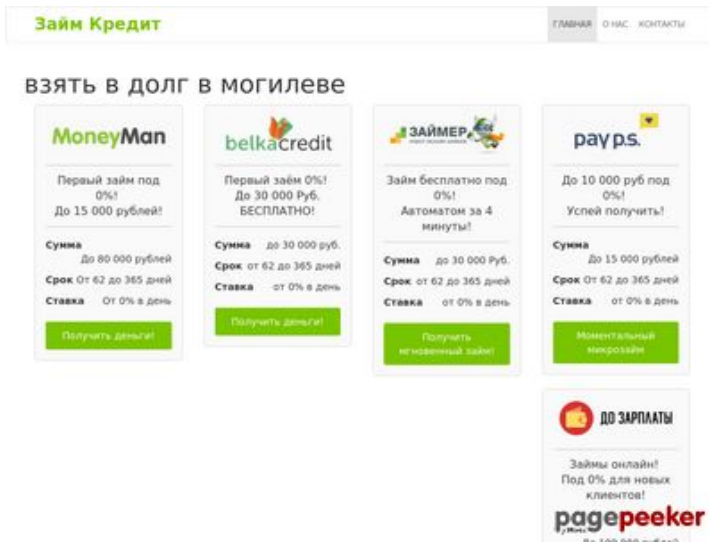 Займ Кредит
ГЛАВНАЯ О НАС КОНТАКТЫ
взять в долг в могилеве
MoneyMan
Первый займ под
0%!
До 15 000 рублей!
Сумма
До 80 000 рублей
Срок От 62 до 365 дней
Ставка От 0% в день
Получить деньги!
belkacredit
Первый заём 0%!
До 30 000 Руб.
БЕСПЛАТНО!
Сумма до 30 000 руб.
Срок от 62 до 365 дней
Ставка от 0% в день
Получить деньги!
ЗАЙМЕР
Займ бесплатно под
0%!
Автоматом за 4
минуты!
Сумма до 30 000 Руб.
Срок от 62 до 365 дней
Ставка от 0% в день
Получить
мгновенный займ!
pay p.s.
До 10 000 руб под
0%!
Успей получить!
Сумма
До 15 000 рублей
Срок От 62 до 365 дней
Ставка От 0% в день
Моментальный
микрозайм
ДО ЗАРПЛАТЫ
Займы онлайн!
Под 0% для новых
клиентов!
pagepeeker
До 100 000 рублей